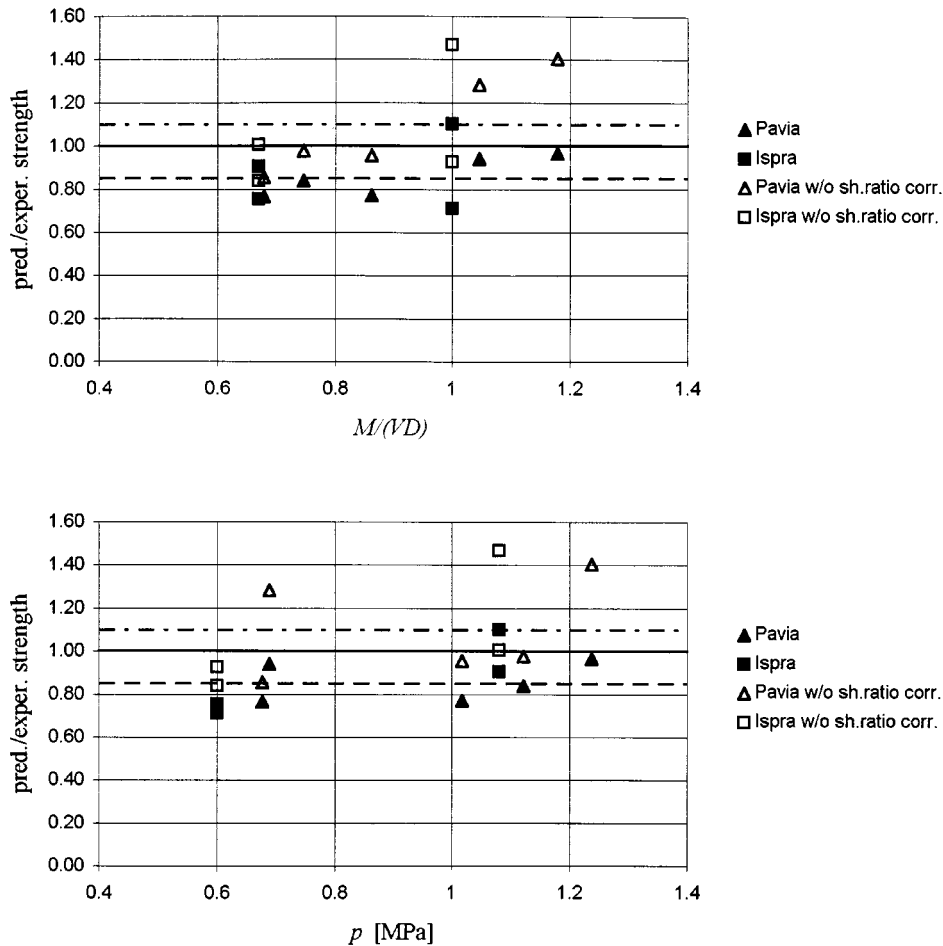 1.60
1.40
1.20
1.00
0.80
0.60
0.40
0.20
0.00
pred./exper. strength
0.4
0.6
0.8
1
1.2
1.4
M/(VD)
Pavia
Ispra
Pavia w/o sh.ratio corr.
Ispra w/o sh.ratio corr.
1.60
1.40
1.20
1.00
0.80
0.60
0.40
0.20
0.00
pred./exper. strength
0.4
0.6
0.8
1
1.2
1.4
p [MPa]
Pavia
Ispra
Pavia w/o sh.ratio corr.
Ispra w/o sh.ratio corr.